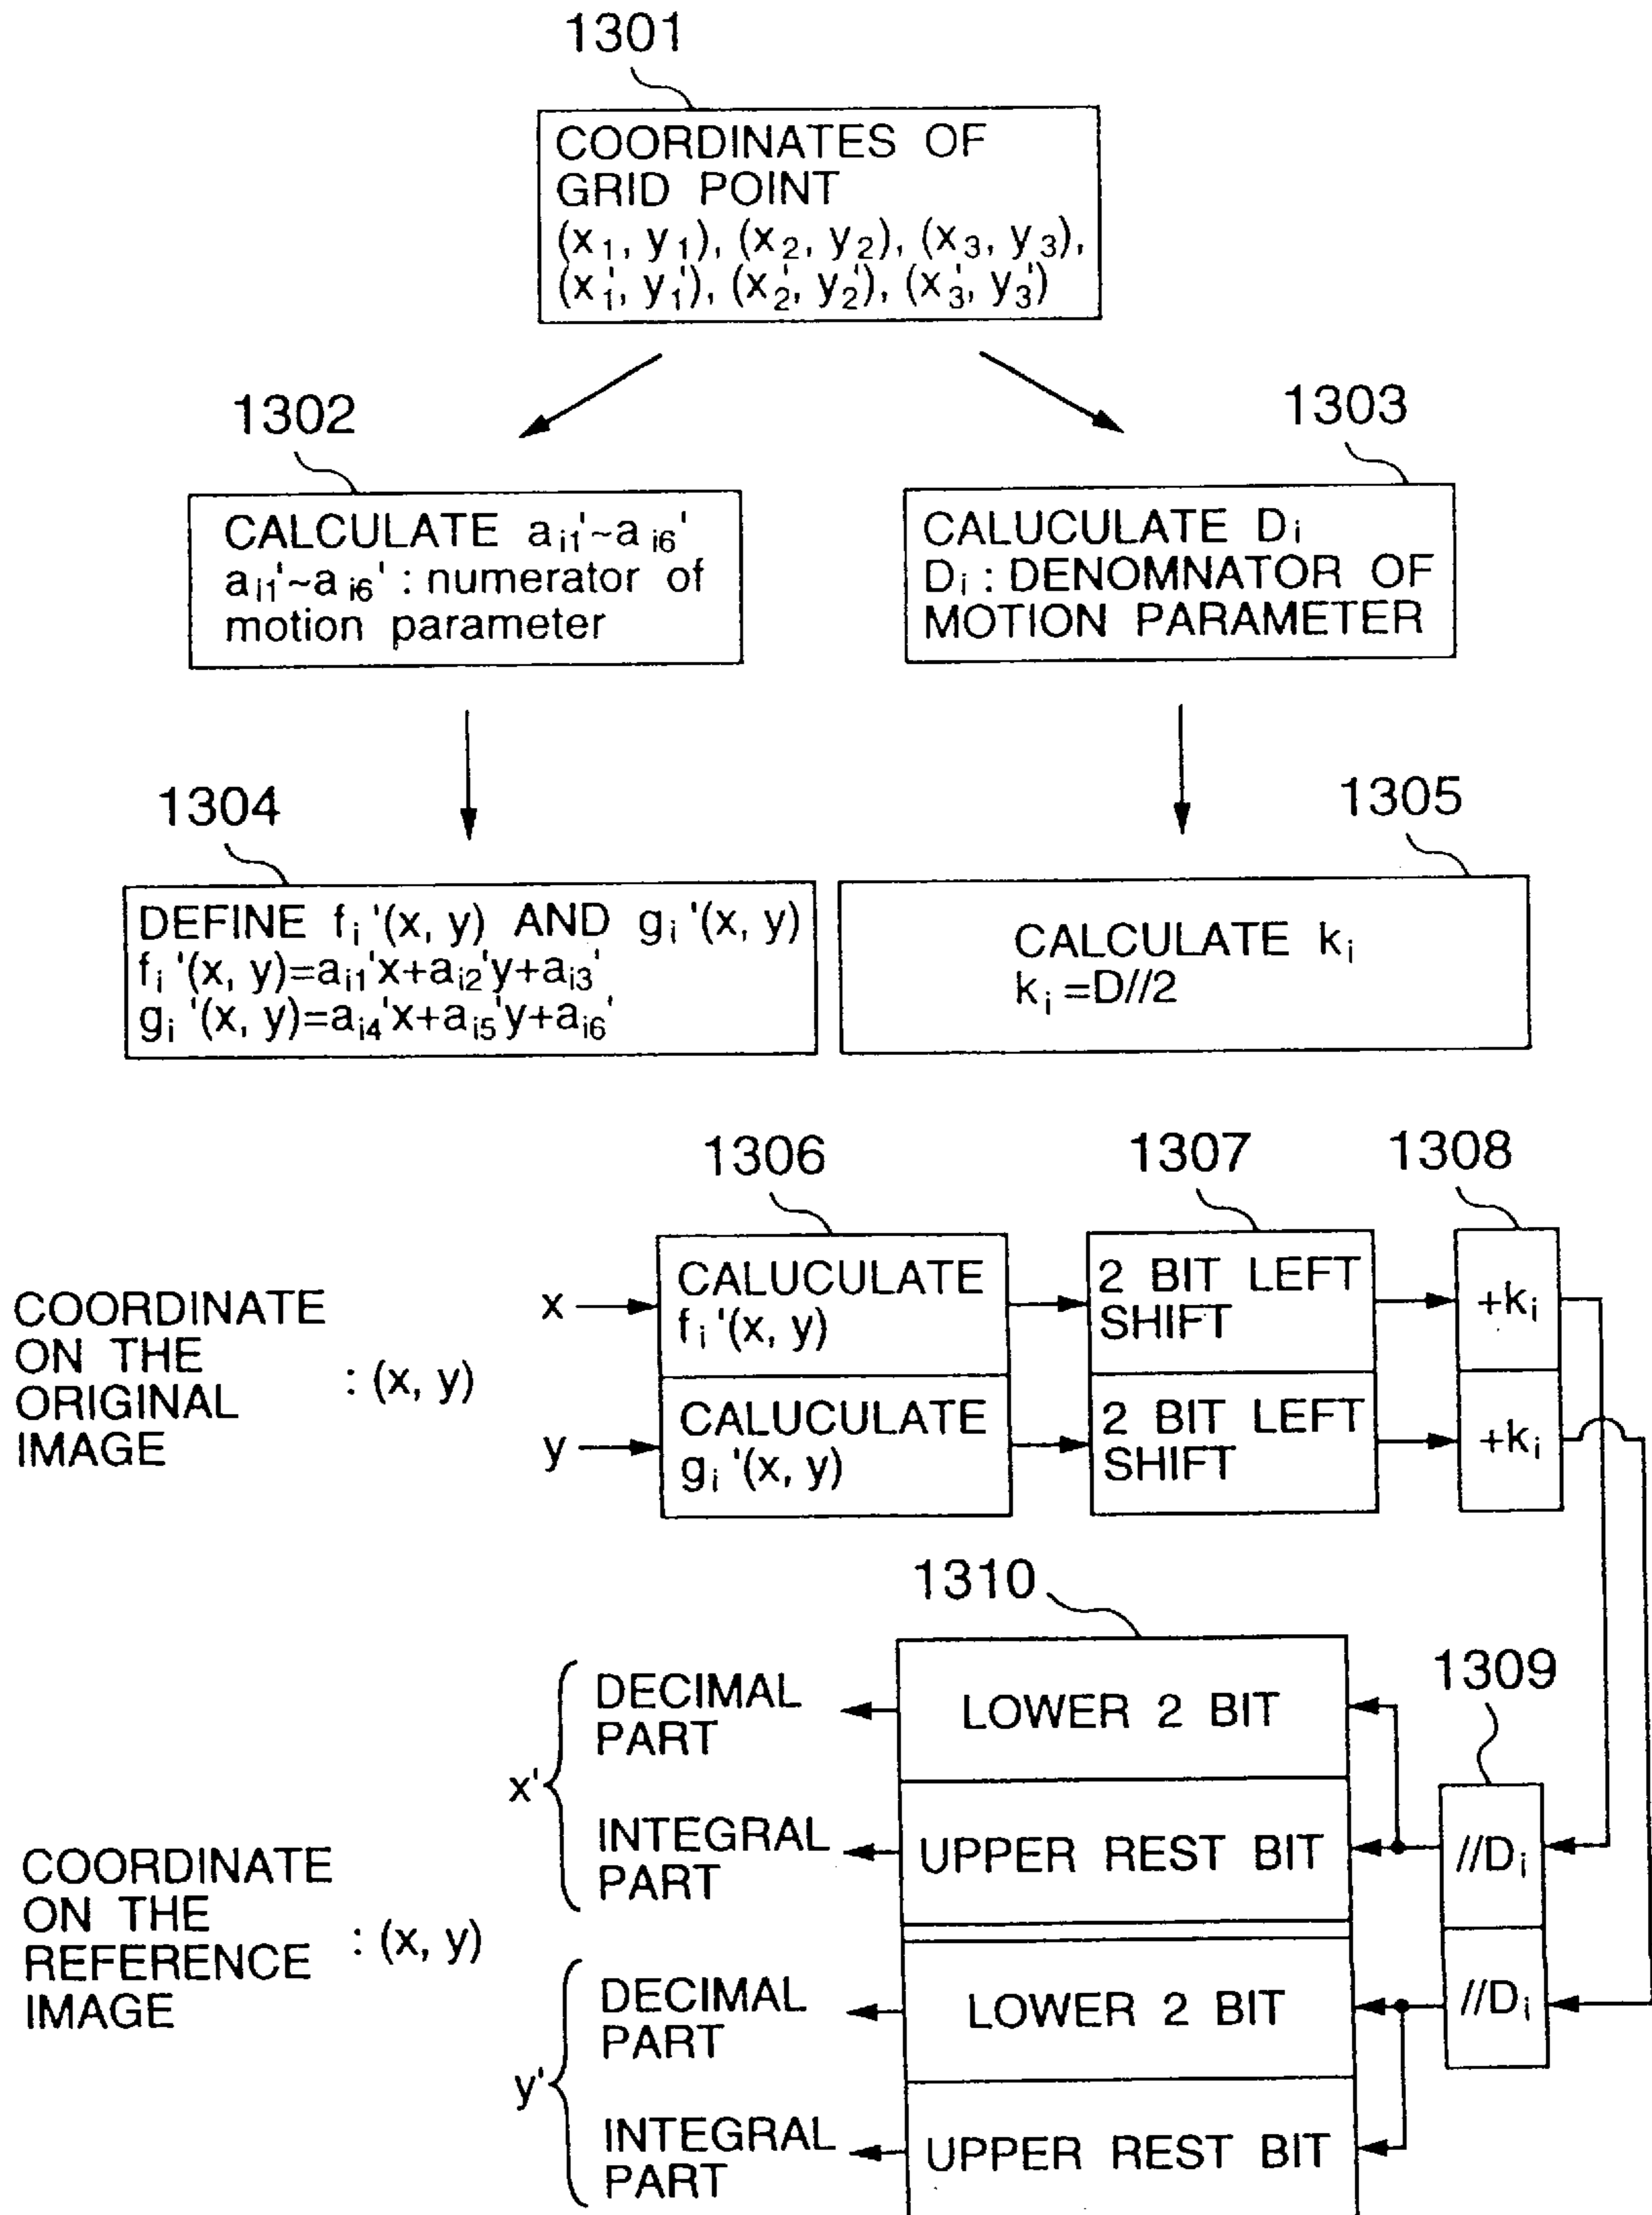 1301
COORDINATES OF
GRID POINT
(x₁, y₁), (x₂, y₂), (x₃, y₃),
(x₁', y₁'), (x₂', y₂'), (x₃', y₃')
1302
CALCULATE aᵢ₁'~aᵢ₆'
aᵢ₁'~aᵢ₆' : numerator of
motion parameter
1303
CALUCULATE Dᵢ
Dᵢ : DENOMNATOR OF
MOTION PARAMETER
1304
DEFINE fᵢ'(x, y) AND gᵢ'(x, y)
fᵢ'(x, y)=aᵢ₁'x+aᵢ₂'y+aᵢ₃'
gᵢ'(x, y)=aᵢ₄'x+aᵢ₅'y+aᵢ₆'
1305
CALCULATE kᵢ
kᵢ=D//2
1306
1307
1308
COORDINATE
ON THE
ORIGINAL
IMAGE
: (x, y)
x
CALUCULATE
fᵢ'(x, y)
2 BIT LEFT
SHIFT
+kᵢ
y
CALUCULATE
gᵢ'(x, y)
2 BIT LEFT
SHIFT
+kᵢ
1310
1309
COORDINATE
ON THE
REFERENCE
IMAGE
: (x, y)
x'
DECIMAL
PART
LOWER 2 BIT
INTEGRAL
PART
UPPER REST BIT
//Dᵢ
y'
DECIMAL
PART
LOWER 2 BIT
//Dᵢ
INTEGRAL
PART
UPPER REST BIT